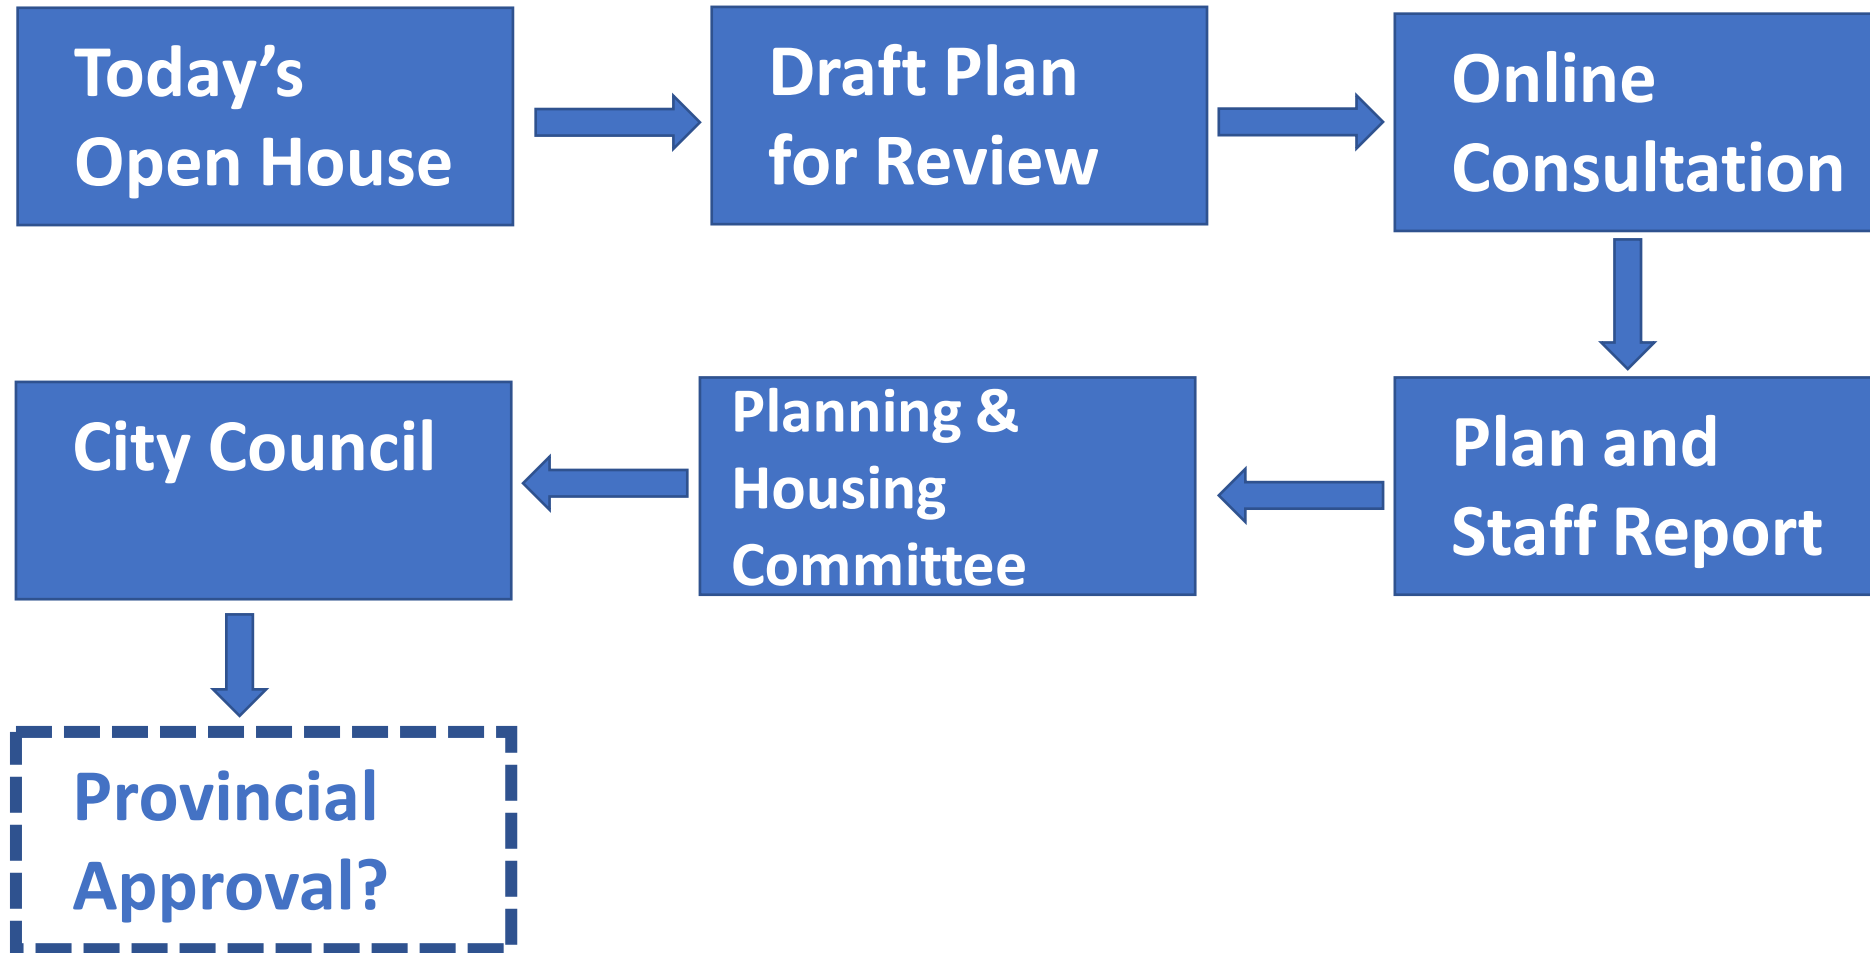 Today’s
Open House
Draft Plan
for Review
Online
Consultation
Plan and
Staff Report
Planning &
Housing
Committee
City Council
Provincial
Approval?